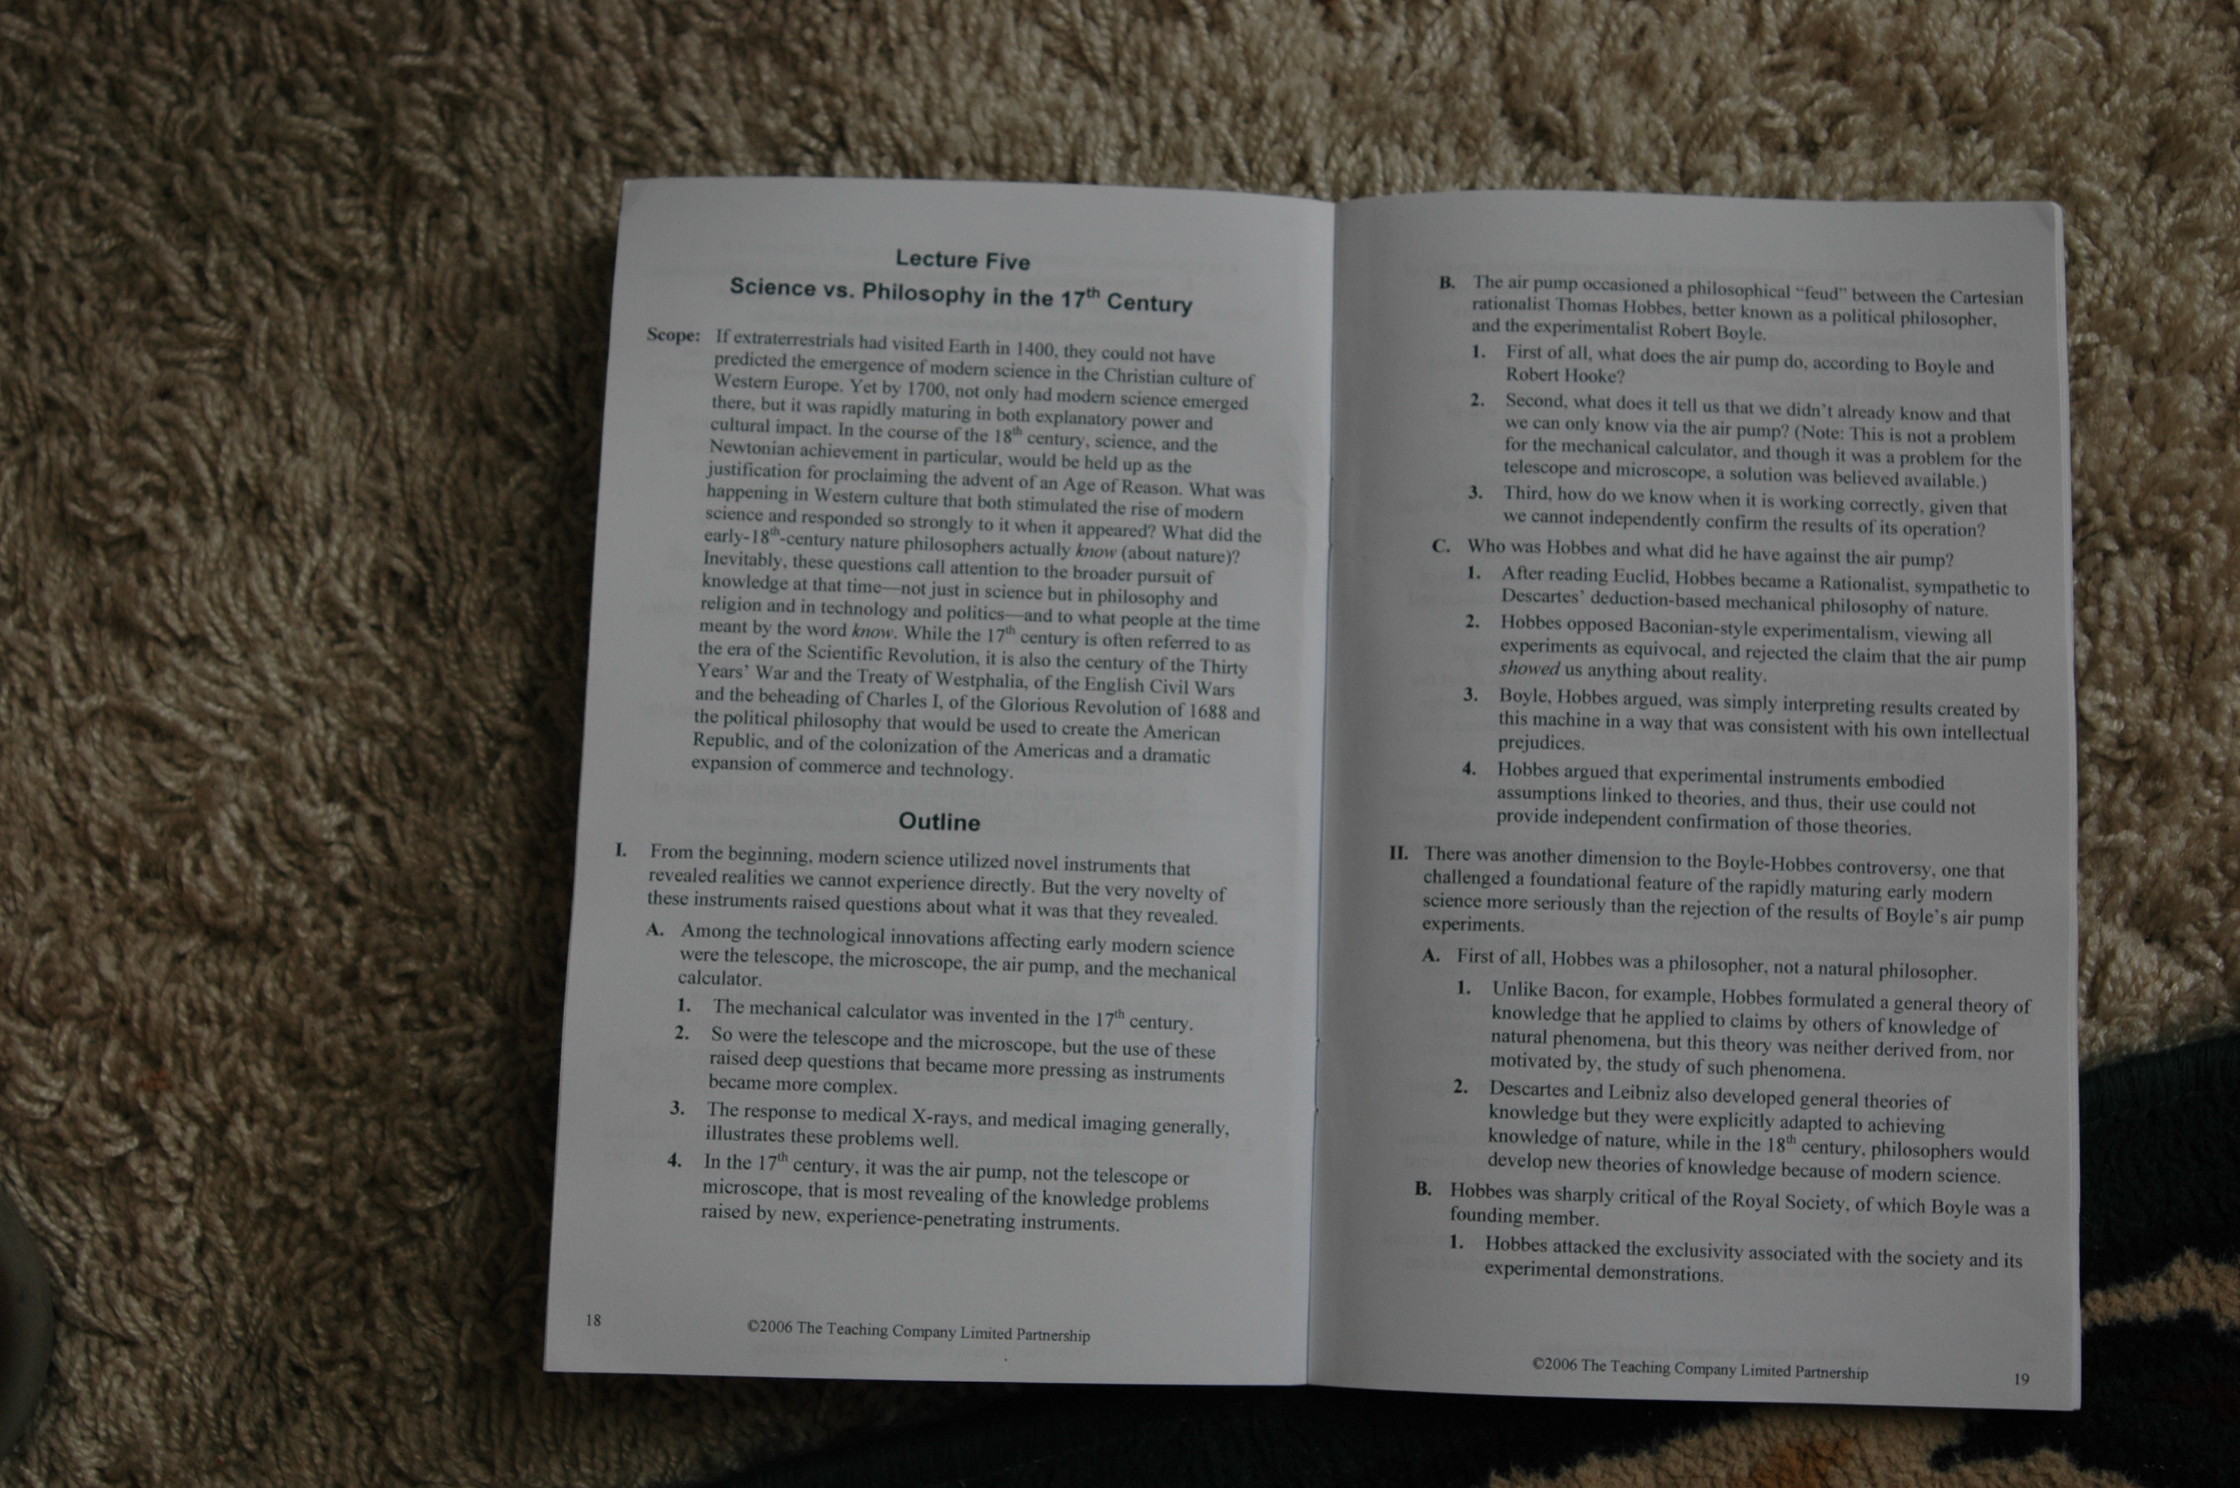 Lecture Five
Science vs. Philosophy in the 17th Century
Scope: If extraterrestrials had visited Earth in 1400, they could not have
predicted the emergence of modern science in the Christian culture of
Western Europe. Yet by 1700, not only had modern science emerged
there, but it was rapidly maturing in both explanatory power and
cultural impact. In the course of the 18th century, science, and the
Newtonian achievement in particular, would be held up as the
justification for proclaiming the advent of an Age of Reason. What was
happening in Western culture that both stimulated the rise of modern
science and responded so strongly to it when it appeared? What did the
early-18th-century nature philosophers actually know (about nature)?
Inevitably, these questions call attention to the broader pursuit of
knowledge at that time—not just in science but in philosophy and
religion and in technology and politics—and to what people at the time
meant by the word know. While the 17th century is often referred to as
the era of the Scientific Revolution, it is also the century of the Thirty
Years' War and the Treaty of Westphalia, of the English Civil Wars
and the beheading of Charles I, of the Glorious Revolution of 1688 and
the political philosophy that would be used to create the American
Republic, and of the colonization of the Americas and a dramatic
expansion of commerce and technology.
Outline
I. From the beginning, modern science utilized novel instruments that
revealed realities we cannot experience directly. But the very novelty of
these instruments raised questions about what it was that they revealed.
A. Among the technological innovations affecting early modern science
were the telescope, the microscope, the air pump, and the mechanical
calculator.
1. The mechanical calculator was invented in the 17th century.
2. So were the telescope and the microscope, but the use of these
raised deep questions that became more pressing as instruments
became more complex.
3. The response to medical X-rays, and medical imaging generally,
illustrates these problems well.
4. In the 17th century, it was the air pump, not the telescope or
microscope, that is most revealing of the knowledge problems
raised by new, experience-penetrating instruments.
18
©2006 The Teaching Company Limited Partnership
B. The air pump occasioned a philosophical “feud” between the Cartesian
rationalist Thomas Hobbes, better known as a political philosopher,
and the experimentalist Robert Boyle.
1. First of all, what does the air pump do, according to Boyle and
Robert Hooke?
2. Second, what does it tell us that we didn't already know and that
we can only know via the air pump? (Note: This is not a problem
for the mechanical calculator, and though it was a problem for the
telescope and microscope, a solution was believed available.)
3. Third, how do we know when it is working correctly, given that
we cannot independently confirm the results of its operation?
C. Who was Hobbes and what did he have against the air pump?
1. After reading Euclid, Hobbes became a Rationalist, sympathetic to
Descartes' deduction-based mechanical philosophy of nature.
2. Hobbes opposed Baconian-style experimentalism, viewing all
experiments as equivocal, and rejected the claim that the air pump
showed us anything about reality.
3. Boyle, Hobbes argued, was simply interpreting results created by
this machine in a way that was consistent with his own intellectual
prejudices.
4. Hobbes argued that experimental instruments embodied
assumptions linked to theories, and thus, their use could not
provide independent confirmation of those theories.
II. There was another dimension to the Boyle-Hobbes controversy, one that
challenged a foundational feature of the rapidly maturing early modern
science more seriously than the rejection of the results of Boyle's air pump
experiments.
A. First of all, Hobbes was a philosopher, not a natural philosopher.
1. Unlike Bacon, for example, Hobbes formulated a general theory of
knowledge that he applied to claims by others of knowledge of
natural phenomena, but this theory was neither derived from, nor
motivated by, the study of such phenomena.
2. Descartes and Leibniz also developed general theories of
knowledge but they were explicitly adapted to achieving
knowledge of nature, while in the 18th century, philosophers would
develop new theories of knowledge because of modern science.
B. Hobbes was sharply critical of the Royal Society, of which Boyle was a
founding member.
1. Hobbes attacked the exclusivity associated with the society and its
experimental demonstrations.
©2006 The Teaching Company Limited Partnership
19